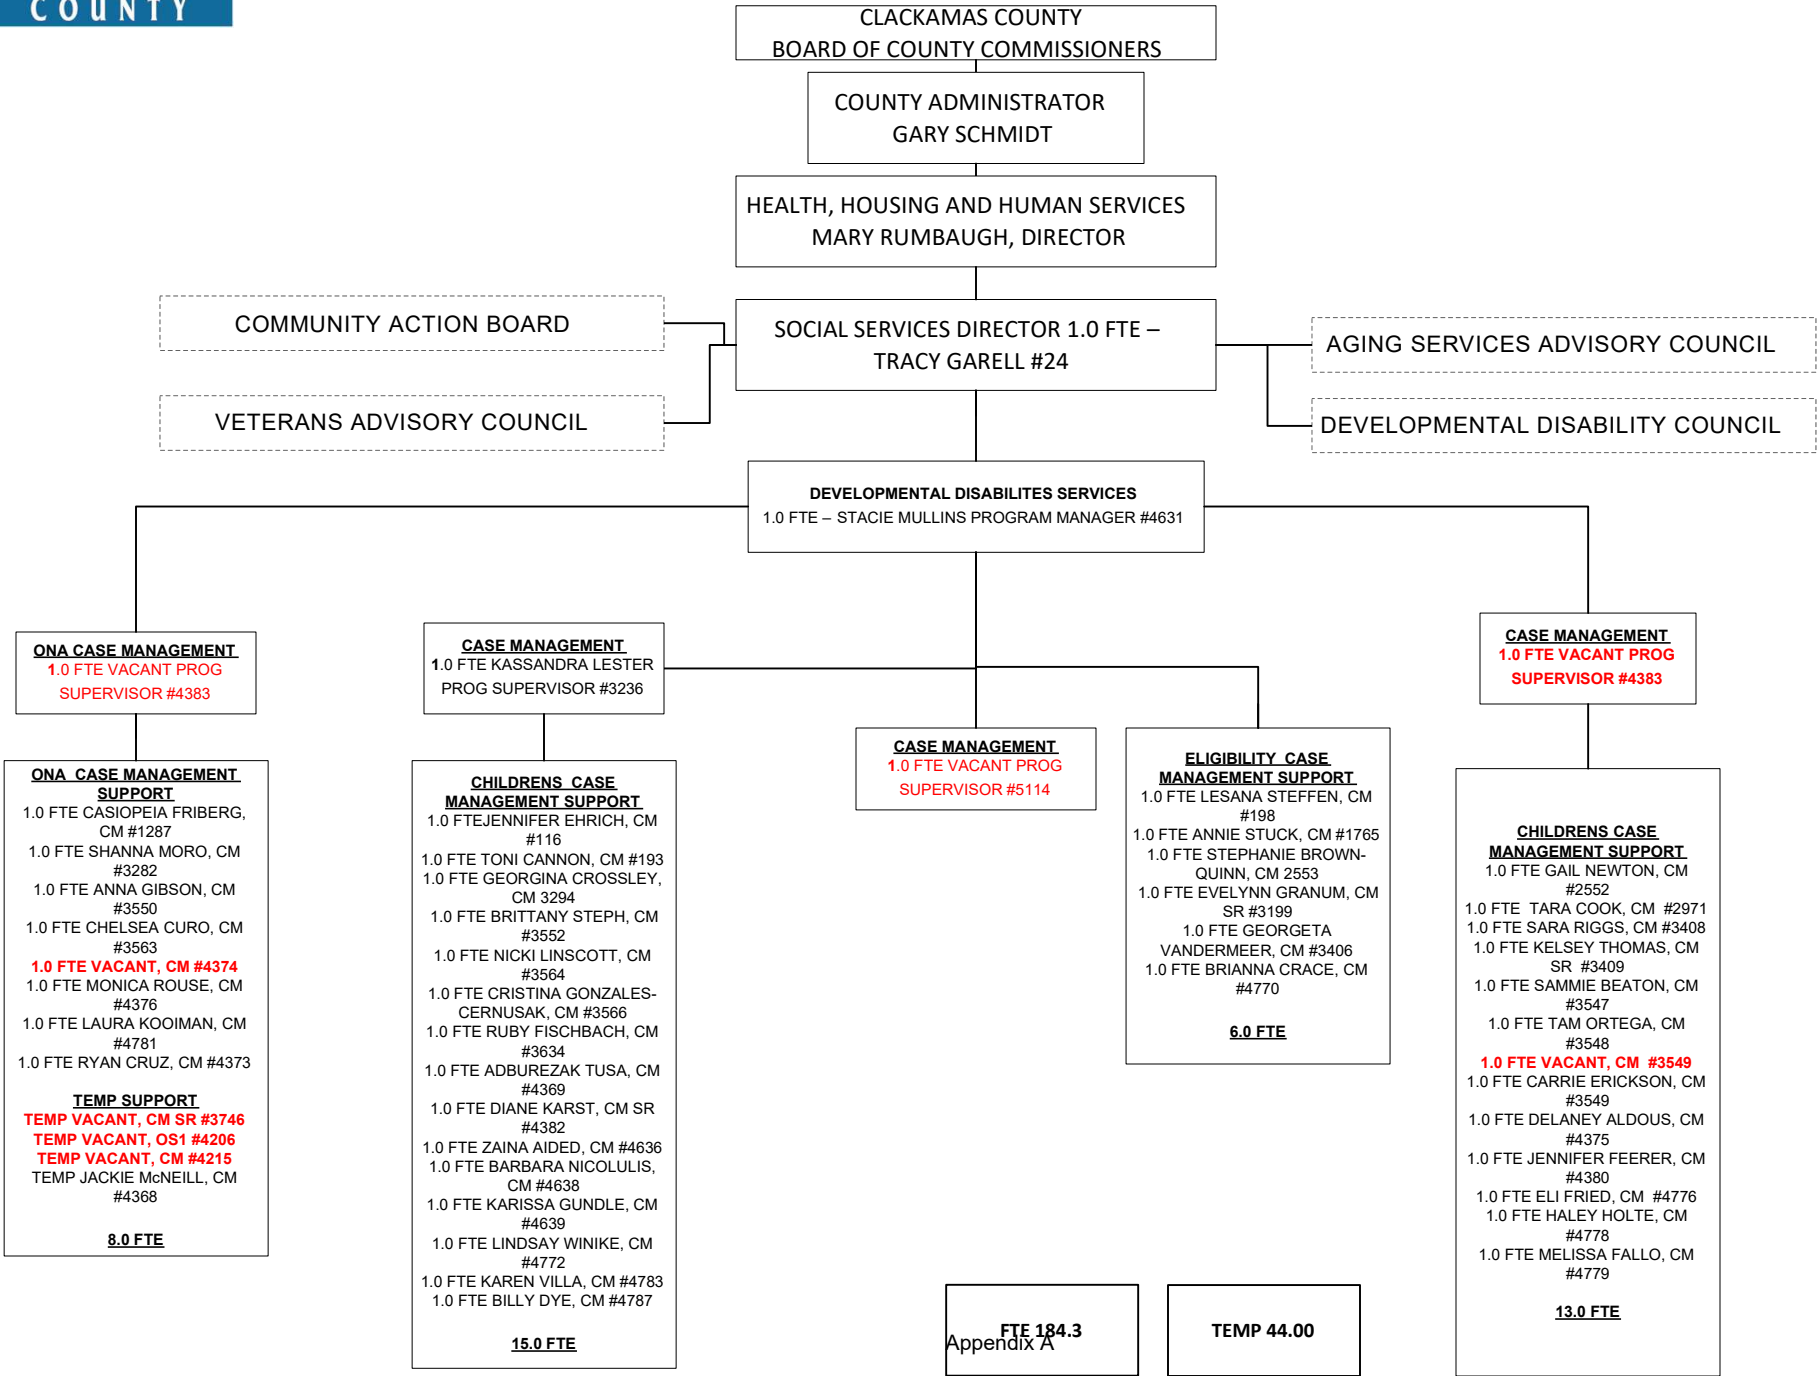 COUNTY
CLACKAMAS COUNTY
BOARD OF COUNTY COMMISSIONERS
COUNTY ADMINISTRATOR
GARY SCHMIDT
HEALTH, HOUSING AND HUMAN SERVICES
MARY RUMBAUGH, DIRECTOR
COMMUNITY ACTION BOARD
SOCIAL SERVICES DIRECTOR 1.0 FTE –
TRACY GARELL #24
AGING SERVICES ADVISORY COUNCIL
VETERANS ADVISORY COUNCIL
DEVELOPMENTAL DISABILITY COUNCIL
DEVELOPMENTAL DISABILITES SERVICES
1.0 FTE – STACIE MULLINS PROGRAM MANAGER #4631
ONA CASE MANAGEMENT
1.0 FTE VACANT PROG
SUPERVISOR #4383
CASE MANAGEMENT
1.0 FTE KASSANDRA LESTER
PROG SUPERVISOR #3236
CASE MANAGEMENT
1.0 FTE VACANT PROG
SUPERVISOR #5114
CASE MANAGEMENT
1.0 FTE VACANT PROG
SUPERVISOR #4383
ONA CASE MANAGEMENT
SUPPORT
1.0 FTE CASIOPEIA FRIBERG,
CM #1287
1.0 FTE SHANNA MORO, CM
#3282
1.0 FTE ANNA GIBSON, CM
#3550
1.0 FTE CHELSEA CURO, CM
#3563
1.0 FTE VACANT, CM #4374
1.0 FTE MONICA ROUSE, CM
#4376
1.0 FTE LAURA KOOIMAN, CM
#4781
1.0 FTE RYAN CRUZ, CM #4373
TEMP SUPPORT
TEMP VACANT, CM SR #3746
TEMP VACANT, OS1 #4206
TEMP VACANT, CM #4215
TEMP JACKIE McNEILL, CM
#4368
8.0 FTE
CHILDRENS CASE
MANAGEMENT SUPPORT
1.0 FTEJENNIFER EHRICH, CM
#116
1.0 FTE TONI CANNON, CM #193
1.0 FTE GEORGINA CROSSLEY,
CM 3294
1.0 FTE BRITTANY STEPH, CM
#3552
1.0 FTE NICKI LINSCOTT, CM
#3564
1.0 FTE CRISTINA GONZALES-
CERNUSAK, CM #3566
1.0 FTE RUBY FISCHBACH, CM
#3634
1.0 FTE ADBUREZAK TUSA, CM
#4369
1.0 FTE DIANE KARST, CM SR
#4382
1.0 FTE ZAINA AIDED, CM #4636
1.0 FTE BARBARA NICOLULIS,
CM #4638
1.0 FTE KARISSA GUNDLE, CM
#4639
1.0 FTE LINDSAY WINIKE, CM
#4772
1.0 FTE KAREN VILLA, CM #4783
1.0 FTE BILLY DYE, CM #4787
15.0 FTE
ELIGIBILITY CASE
MANAGEMENT SUPPORT
1.0 FTE LESANA STEFFEN, CM
#198
1.0 FTE ANNIE STUCK, CM #1765
1.0 FTE STEPHANIE BROWN-
QUINN, CM 2553
1.0 FTE EVELYNN GRANUM, CM
SR #3199
1.0 FTE GEORGETA
VANDERMEER, CM #3406
1.0 FTE BRIANNA CRACE, CM
#4770
6.0 FTE
CHILDRENS CASE
MANAGEMENT SUPPORT
1.0 FTE GAIL NEWTON, CM
#2552
1.0 FTE TARA COOK, CM #2971
1.0 FTE SARA RIGGS, CM #3408
1.0 FTE KELSEY THOMAS, CM
SR #3409
1.0 FTE SAMMIE BEATON, CM
#3547
1.0 FTE TAM ORTEGA, CM
#3548
1.0 FTE VACANT, CM #3549
1.0 FTE CARRIE ERICKSON, CM
#3549
1.0 FTE DELANEY ALDOUS, CM
#4375
1.0 FTE JENNIFER FEERER, CM
#4380
1.0 FTE ELI FRIED, CM #4776
1.0 FTE HALEY HOLTE, CM
#4778
1.0 FTE MELISSA FALLO, CM
#4779
13.0 FTE
FTE 184.3
TEMP 44.00
Appendix A